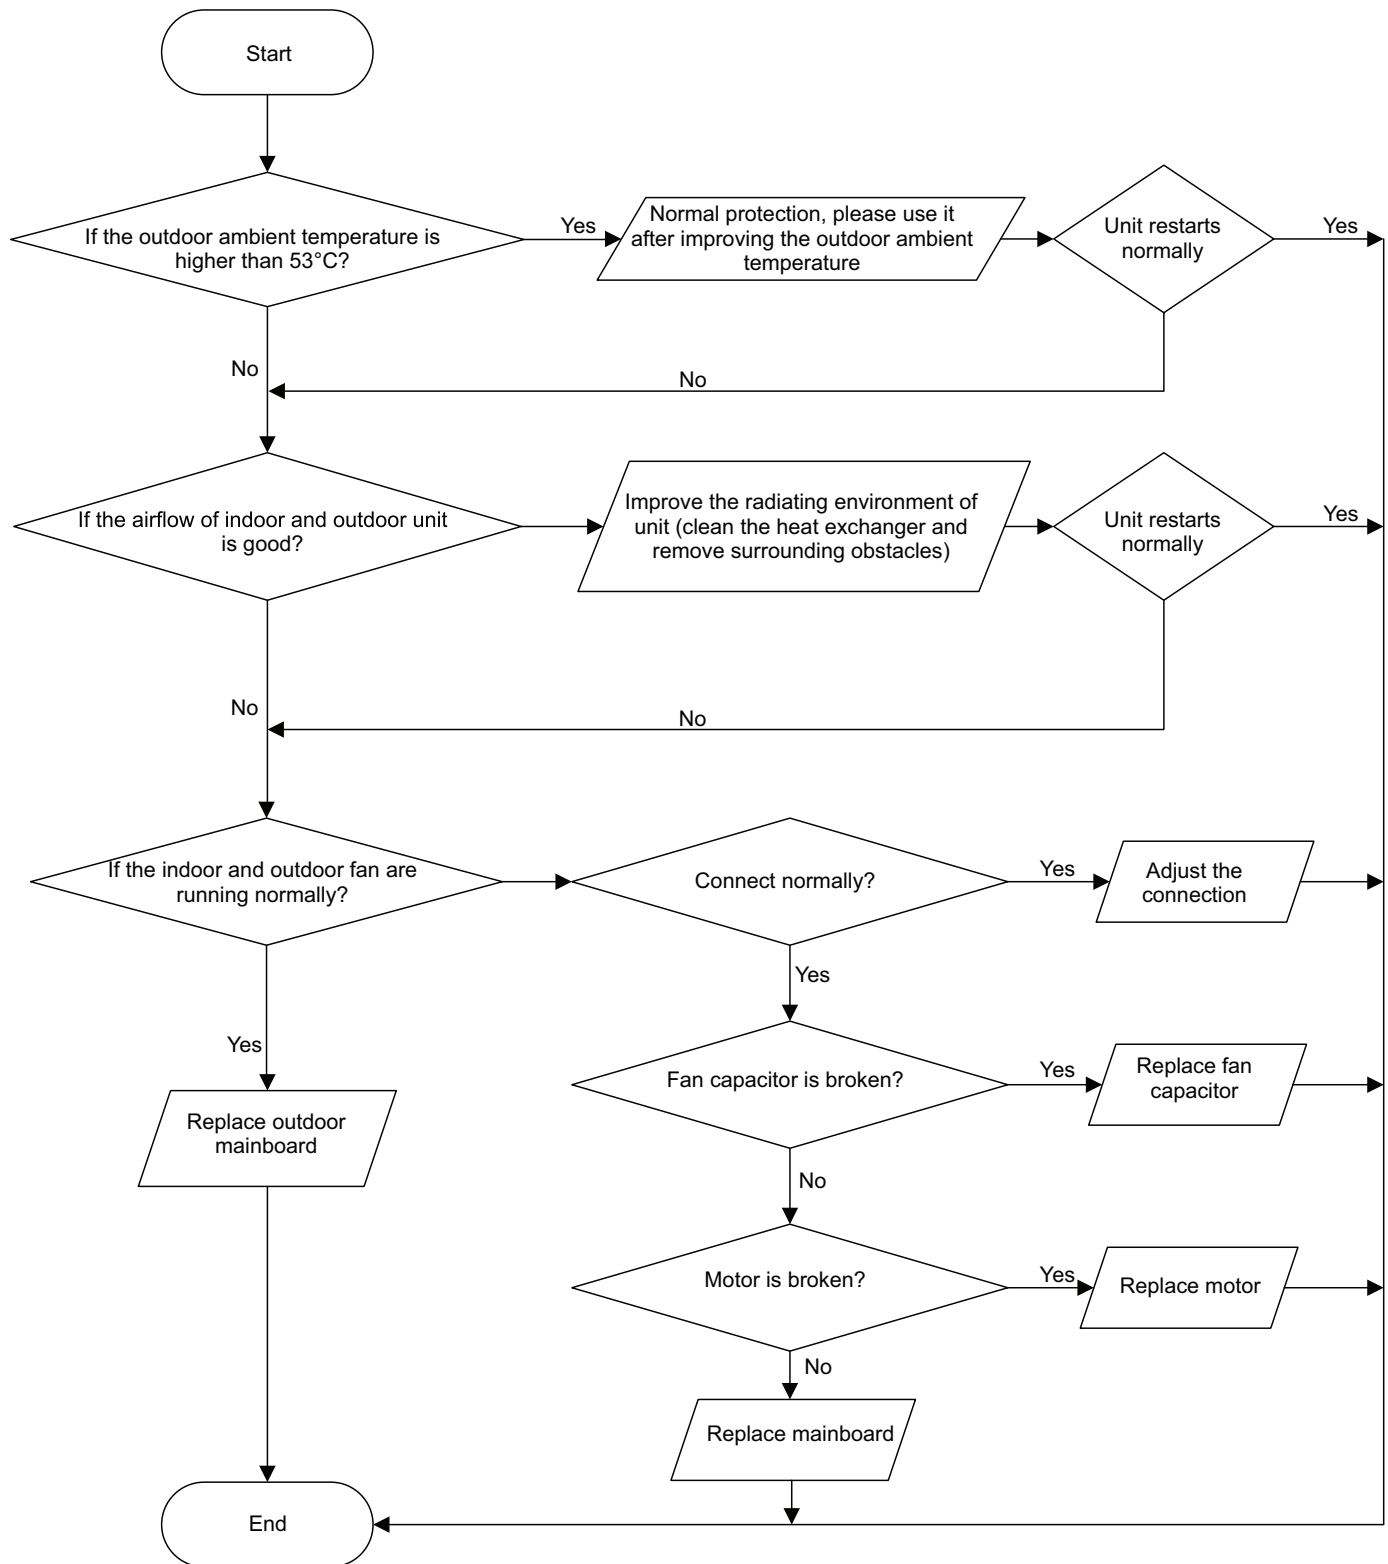 Start
If the outdoor ambient temperature is
higher than 53°C?
Yes
Normal protection, please use it
after improving the outdoor ambient
temperature
Unit restarts
normally
Yes
No
No
If the airflow of indoor and outdoor unit
is good?
Improve the radiating environment of
unit (clean the heat exchanger and
remove surrounding obstacles)
Unit restarts
normally
Yes
No
No
If the indoor and outdoor fan are
running normally?
Connect normally?
Yes
Adjust the
connection
Yes
Yes
Fan capacitor is broken?
Yes
Replace fan
capacitor
Replace outdoor
mainboard
No
Motor is broken?
Yes
Replace motor
No
Replace mainboard
End